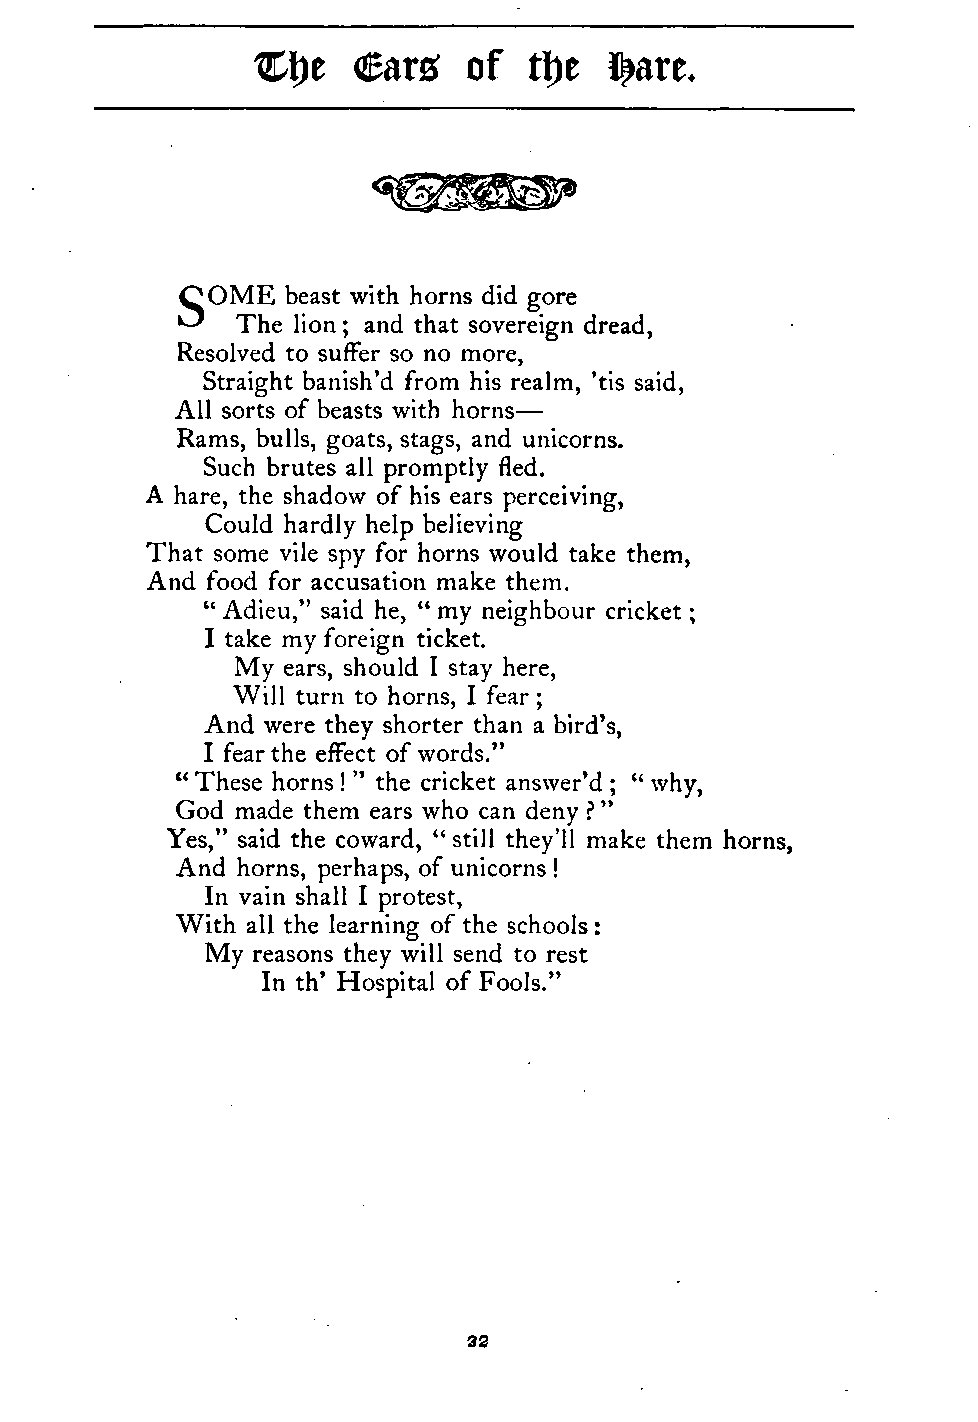 The Ears of the Hare.
SOME beast with horns did gore
The lion; and that sovereign dread,
Resolved to suffer so no more,
Straight banish'd from his realm, 'tis said,
All sorts of beasts with horns—
Rams, bulls, goats, stags, and unicorns.
Such brutes all promptly fled.
A hare, the shadow of his ears perceiving,
Could hardly help believing
That some vile spy for horns would take them,
And food for accusation make them.
"Adieu," said he, "my neighbour cricket;
I take my foreign ticket.
My ears, should I stay here,
Will turn to horns, I fear;
And were they shorter than a bird's,
I fear the effect of words."
"These horns!" the cricket answer'd; "why,
God made them ears who can deny?"
Yes," said the coward, "still they'll make them horns,
And horns, perhaps, of unicorns!
In vain shall I protest,
With all the learning of the schools:
My reasons they will send to rest
In th' Hospital of Fools."
32